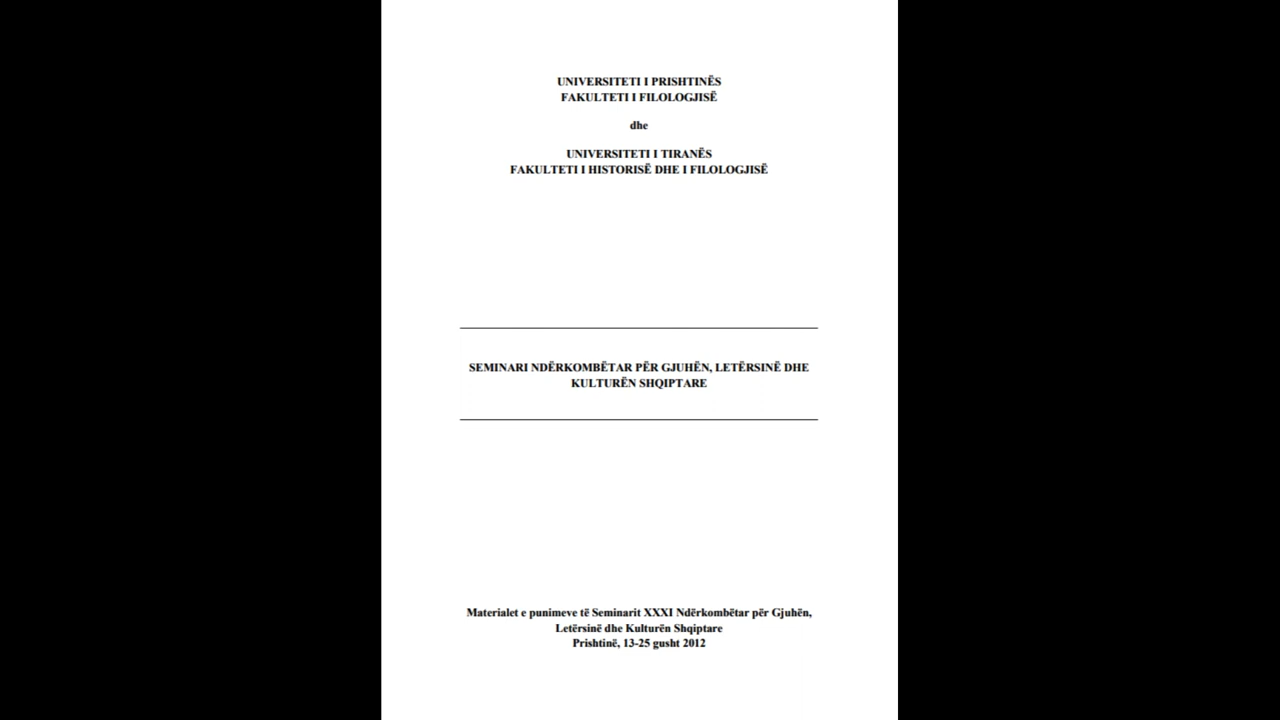 UNIVERSITETI I PRISHTINËS
FAKULTETI I FILOLOGJISË
dhe
UNIVERSITETI I TIRANËS
FAKULTETI I HISTORISË DHE I FILOLOGJISË
SEMINARI NDËRKOMBËTAR PËR GJUHËN, LETËRSINË DHE
KULTURËN SHQIPTARE
Materialet e punimeve të Seminarit XXXI Ndërkombëtar për Gjuhën,
Letërsinë dhe Kulturën Shqiptare
Prishtinë, 13-25 gusht 2012